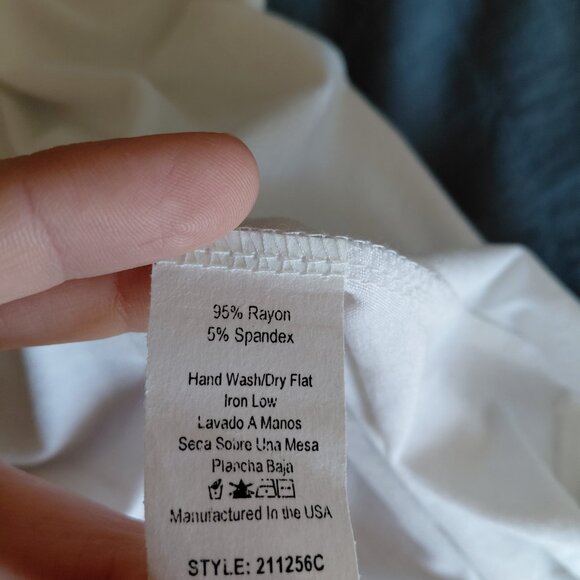 95% Rayon
5% Spandex
Hand Wash/Dry Flat
Iron Low
Lavado A Manos
Seca Sobre Una Mesa
Plancha Baja
Manufactured In the USA
STYLE: 211256C